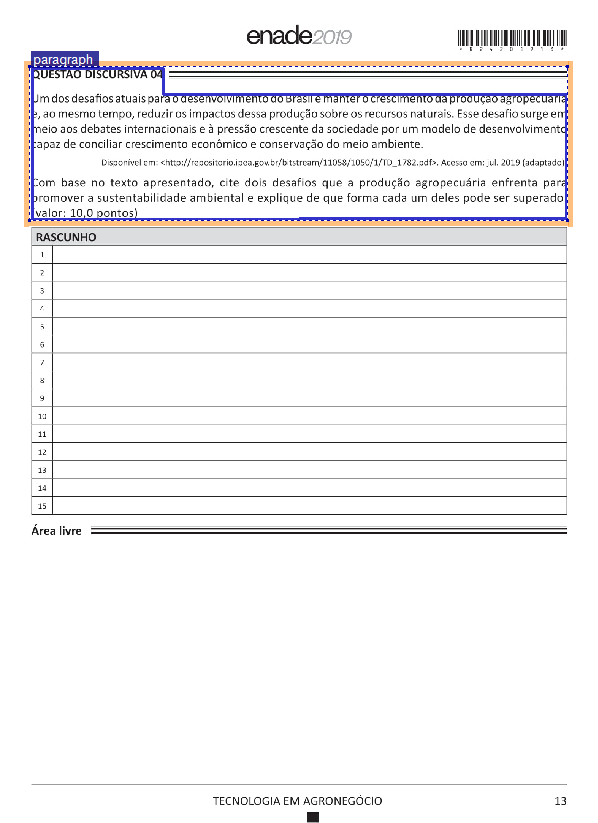 enade2019
paragraph
QUESTÃO DISCURSIVA 04
Um dos desafios atuais para o desenvolvimento do Brasil é manter o crescimento da produção agropecuária
e, ao mesmo tempo, reduzir os impactos dessa produção sobre os recursos naturais. Esse desafio surge em
meio aos debates internacionais e à pressão crescente da sociedade por um modelo de desenvolvimento
capaz de conciliar crescimento econômico e conservação do meio ambiente.
Disponível em: <http://repositorio.ipea.gov.br/bitstream/11058/1050/1/TD_1782.pdf>. Acesso em: jul. 2019 (adaptado)
Com base no texto apresentado, cite dois desafios que a produção agropecuária enfrenta para
promover a sustentabilidade ambiental e explique de que forma cada um deles pode ser superado
(valor: 10,0 pontos)
RASCUNHO
1
2
3
4
5
6
7
8
9
10
11
12
13
14
15
Área livre
TECNOLOGIA EM AGRONEGÓCIO 13